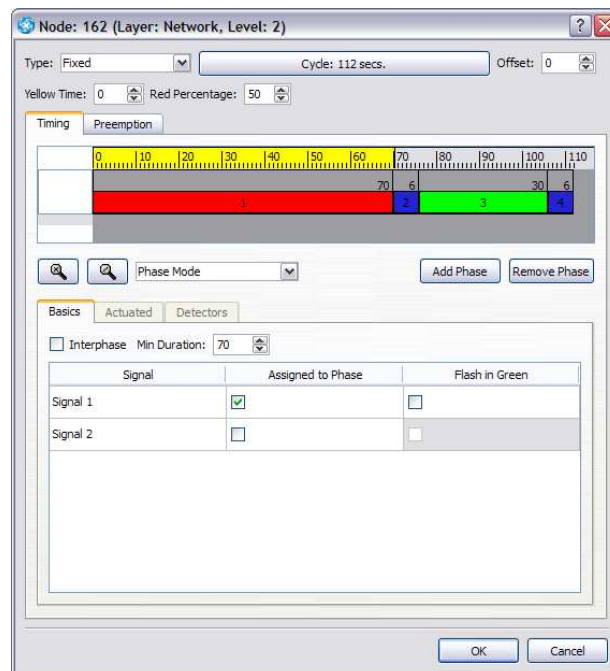 Node: 162 (Layer: Network, Level: 2)
Type: Fixed Cycle: 112 secs. Offset: 0
Yellow Time: 0 Red Percentage: 50
Timing Preemption
0 10 20 30 40 50 60 70 80 90 100 110
70 6 30 6
1 2 3 4
Phase Mode Add Phase Remove Phase
Basics Actuated Detectors
Interphase Min Duration: 70
Signal Assigned to Phase Flash in Green
Signal 1
Signal 2
OK Cancel